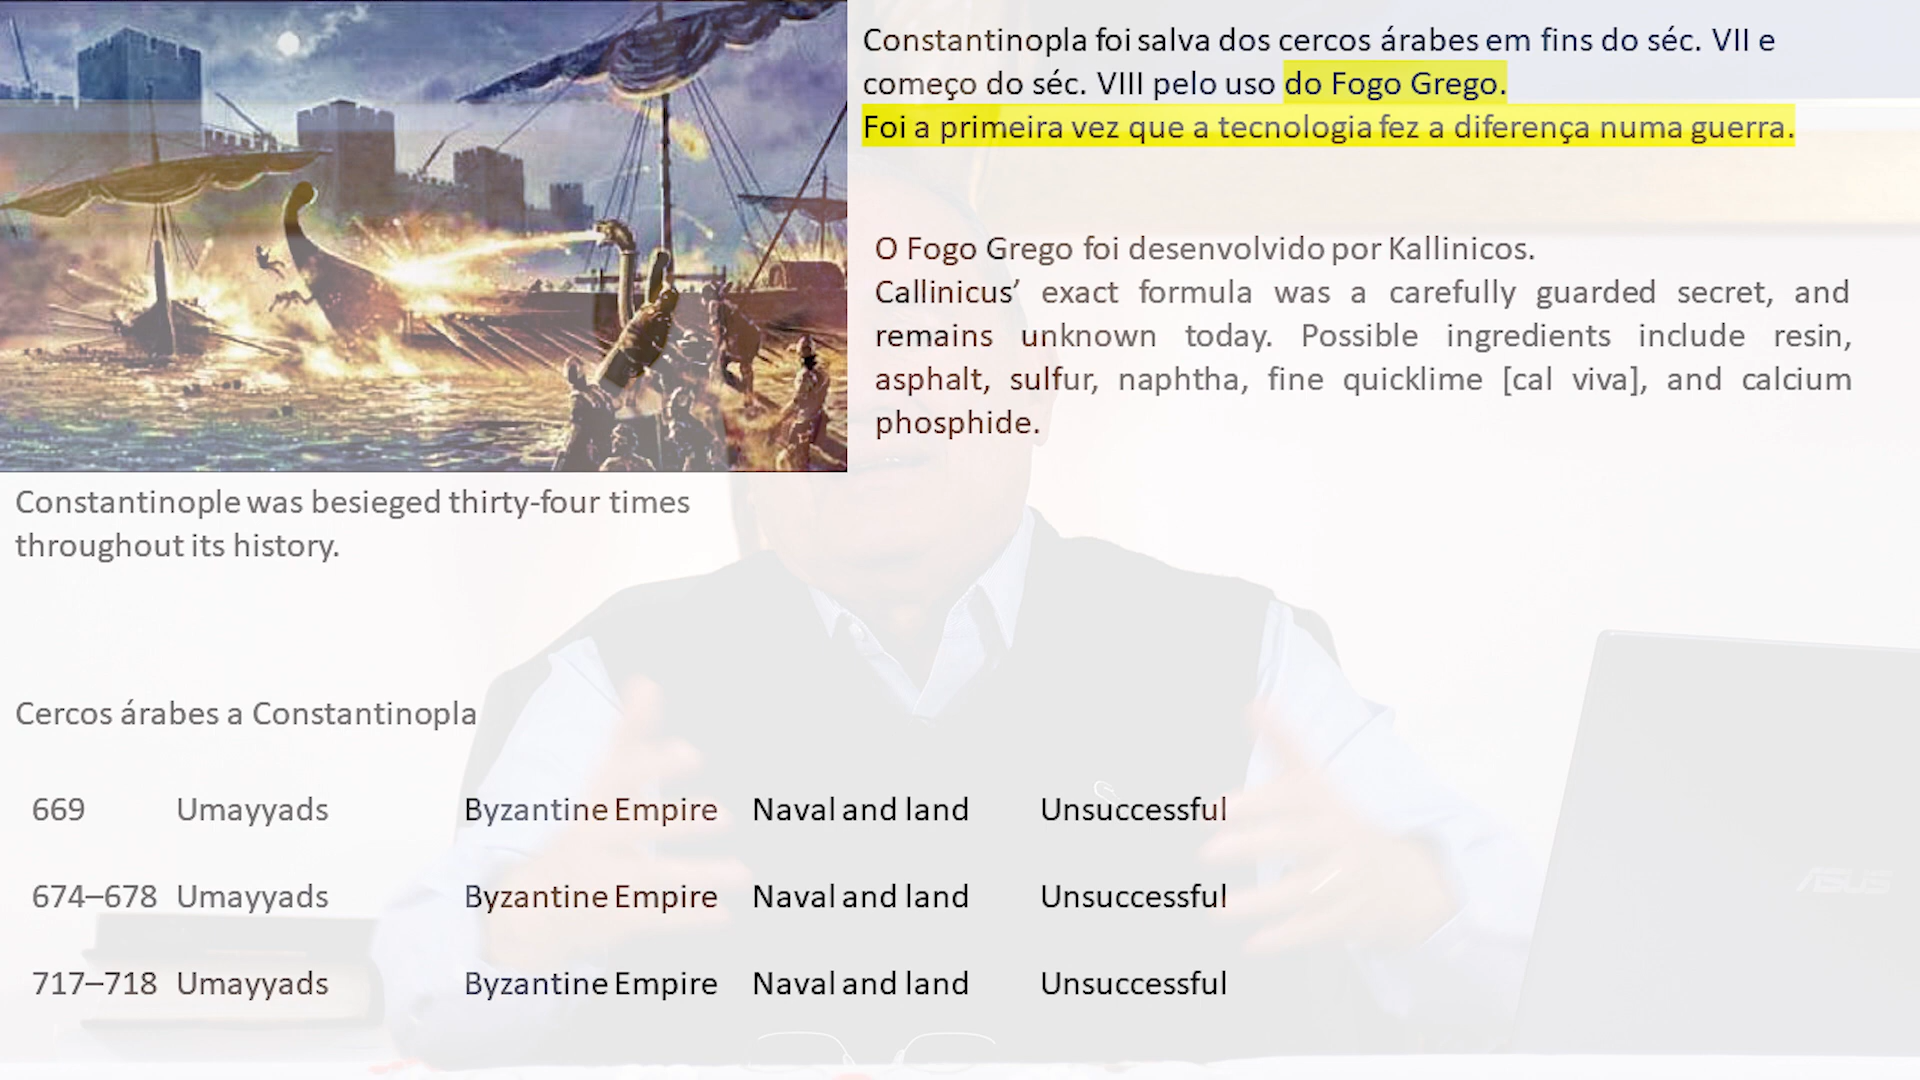 Constantinopla foi salva dos cercos árabes em fins do séc. VII e
começo do séc. VIII pelo uso do Fogo Grego.
Foi a primeira vez que a tecnologia fez a diferença numa guerra.
O Fogo Grego foi desenvolvido por Kallinicos.
Callinicus’ exact formula was a carefully guarded secret, and
remains unknown today. Possible ingredients include resin,
asphalt, sulfur, naphtha, fine quicklime [cal viva], and calcium
phosphide.
Constantinople was besieged thirty-four times
throughout its history.
Cercos árabes a Constantinopla
669 Umayyads Byzantine Empire Naval and land Unsuccessful
674–678 Umayyads Byzantine Empire Naval and land Unsuccessful
717–718 Umayyads Byzantine Empire Naval and land Unsuccessful
ASUS